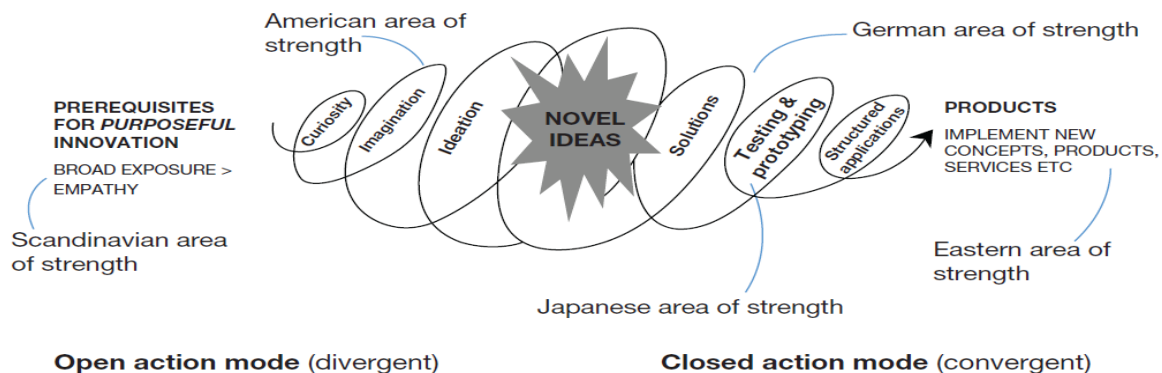 American area of
strength
German area of strength
PREREQUISITES
FOR PURPOSEFUL
INNOVATION
BROAD EXPOSURE >
EMPATHY
Scandinavian area
of strength
Curiosity
Imagination
Ideation
NOVEL
IDEAS
Solutions
Testing &
prototyping
Structured
applications
PRODUCTS
IMPLEMENT NEW
CONCEPTS, PRODUCTS,
SERVICES ETC
Eastern area of
strength
Japanese area of strength
Open action mode (divergent)
Closed action mode (convergent)